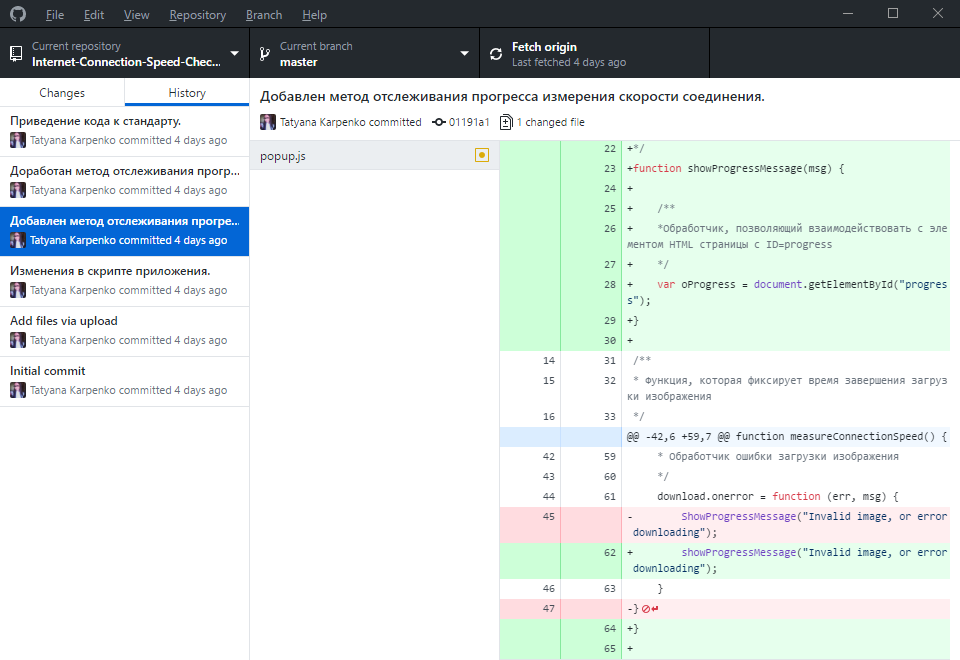 File Edit View Repository Branch Help
Current repository
Internet-Connection-Speed-Chec...
Current branch
master
Fetch origin
Last fetched 4 days ago
Changes
History
Приведение кода к стандарту.
Tatyana Karpenko committed 4 days ago
Доработан метод отслеживания прогр...
Tatyana Karpenko committed 4 days ago
Добавлен метод отслеживания прогре...
Tatyana Karpenko committed 4 days ago
Изменения в скрипте приложения.
Tatyana Karpenko committed 4 days ago
Add files via upload
Tatyana Karpenko committed 4 days ago
Initial commit
Tatyana Karpenko committed 4 days ago
Добавлен метод отслеживания прогресса измерения скорости соединения.
Tatyana Karpenko committed 01191a1 1 changed file
popup.js
22 +*/
23 +function showProgressMessage(msg) {
24 +
25 + /**
26 + *Обработчик, позволяющий взаимодействовать с эле
ментом HTML страницы с ID=progress
27 + */
28 + var oProgress = document.getElementById("progres
s");
29 +}
30 +
14 31 /**
15 32 * Функция, которая фиксирует время завершения загруз
ки изображения
16 33 */
@@ -42,6 +59,7 @@ function measureConnectionSpeed() {
42 59 * Обработчик ошибки загрузки изображения
43 60 */
44 61 download.onerror = function (err, msg) {
45 - ShowProgressMessage("Invalid image, or error
downloading");
62 + showProgressMessage("Invalid image, or error
downloading");
46 63 }
47 -}
64 +}
65 +